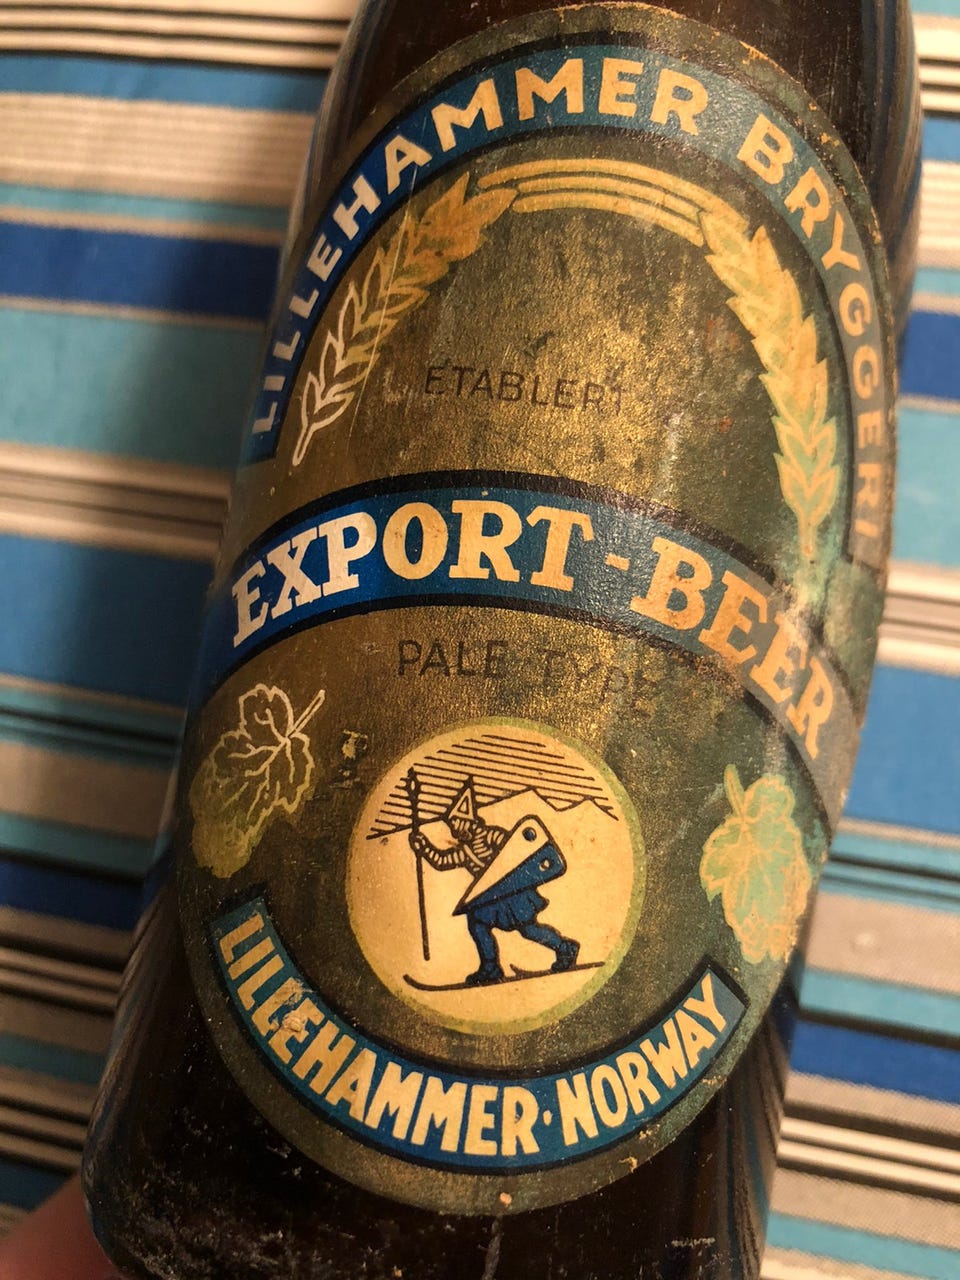 LILLEHAMMER BRYGGERI
ETABLERT
EXPORT-BEER
PALE TYPE
LILLEHAMMER·NORWAY